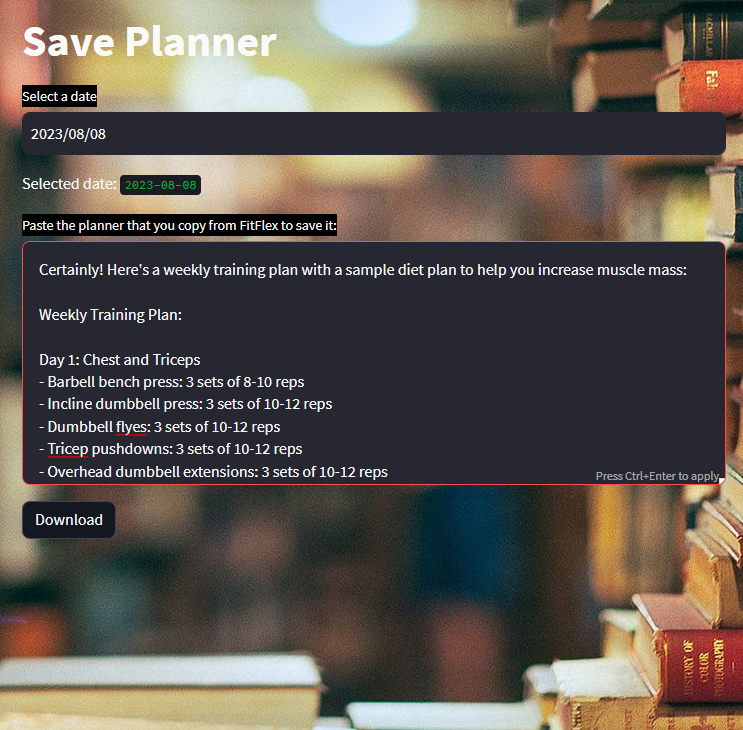 Save Planner
Select a date
2023/08/08
Selected date: 2023-08-08
Paste the planner that you copy from FitFlex to save it:
Certainly! Here's a weekly training plan with a sample diet plan to help you increase muscle mass:
Weekly Training Plan:
Day 1: Chest and Triceps
- Barbell bench press: 3 sets of 8-10 reps
- Incline dumbbell press: 3 sets of 10-12 reps
- Dumbbell flyes: 3 sets of 10-12 reps
- Tricep pushdowns: 3 sets of 10-12 reps
- Overhead dumbbell extensions: 3 sets of 10-12 reps
Press Ctrl+Enter to apply
Download
HISTORY OF
COLOR
PHOTOGRAPHY